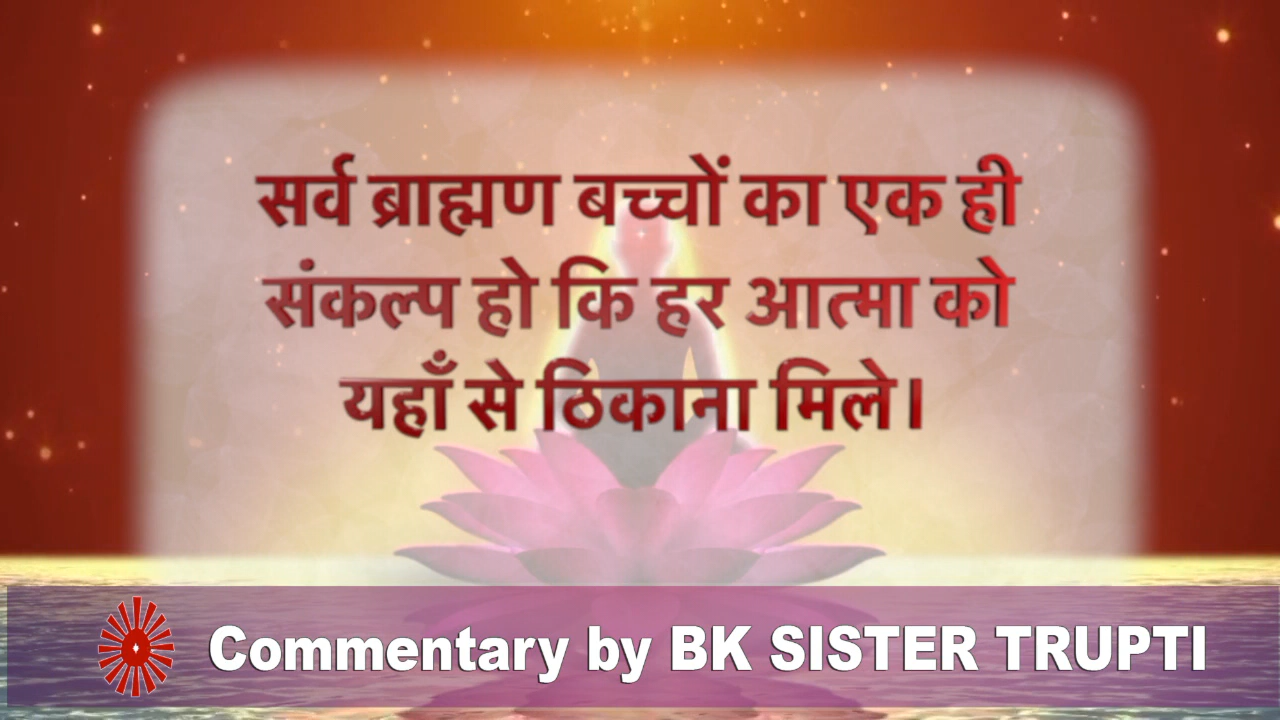 सर्व ब्राह्मण बच्चों का एक ही
संकल्प हो कि हर आत्मा को
यहाँ से ठिकाना मिले।
Commentary by BK SISTER TRUPTI